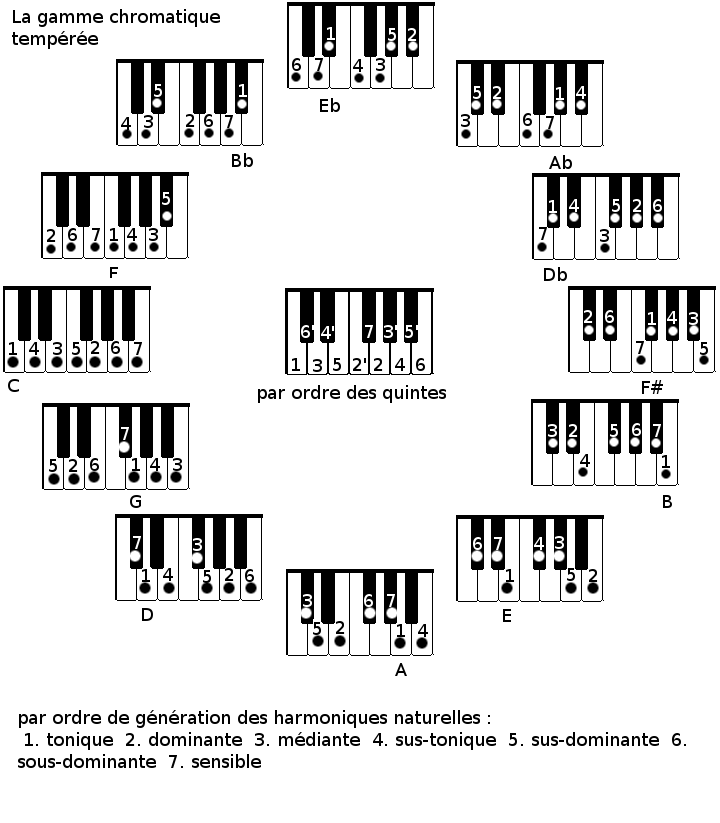 La gamme chromatique
tempérée
1 5 2
6 7 4 3
Eb
5 1
4 3 2 6 7
Bb
5 2 1 4
3 6 7
Ab
5
2 6 7 1 4 3
F
1 4 5 2 6
7 3
Db
1 4 3 5 2 6 7
C
6' 4' 7 3' 5'
1 3 5 2' 2 4 6
par ordre des quintes
2 6 1 4 3
7 5
F#
7
5 2 6 1 4 3
G
3 2 5 6 7
4 1
B
7 3
1 4 5 2 6
D
3 6 7
5 2 1 4
A
6 7 4 3
1 5 2
E
par ordre de génération des harmoniques naturelles :
1. tonique 2. dominante 3. médiante 4. sus-tonique 5. sus-dominante 6.
sous-dominante 7. sensible